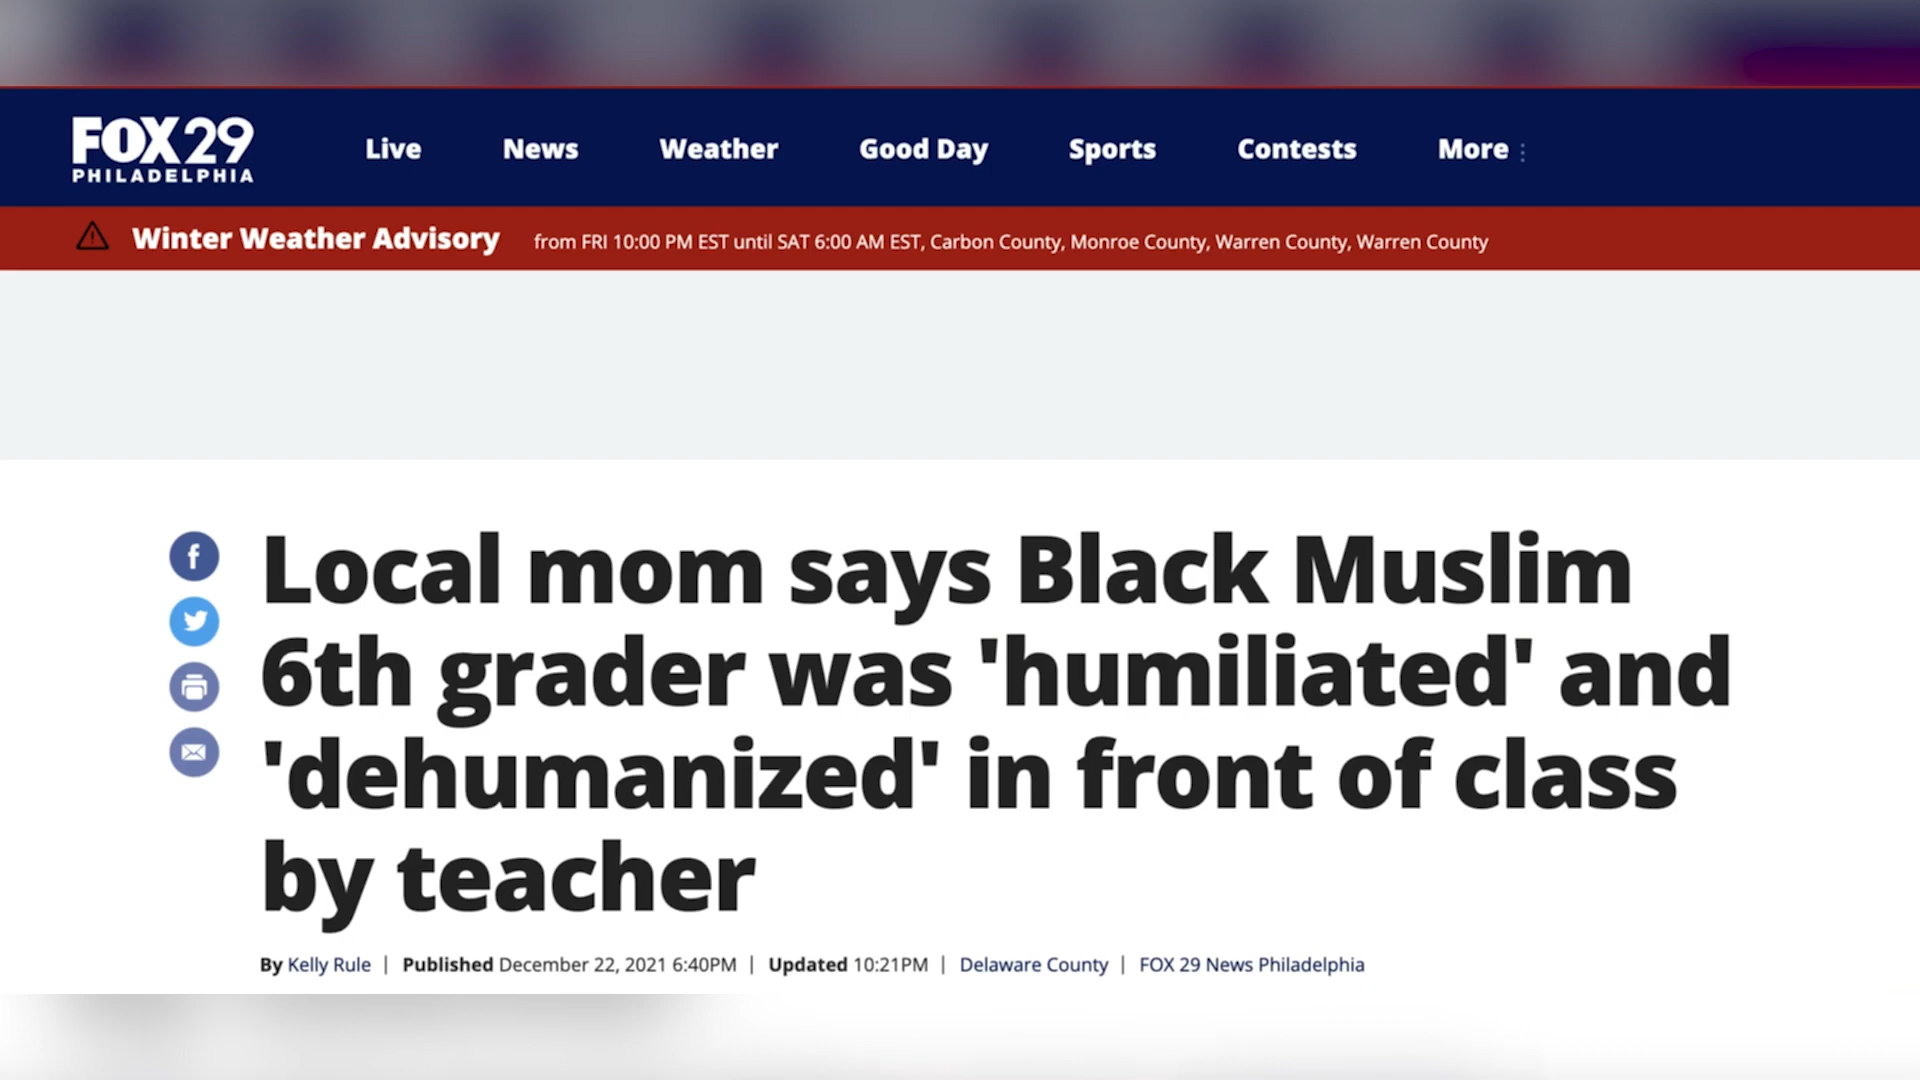 FOX 29
PHILADELPHIA
Live News Weather Good Day Sports Contests More
Winter Weather Advisory from FRI 10:00 PM EST until SAT 6:00 AM EST, Carbon County, Monroe County, Warren County, Warren County
Local mom says Black Muslim
6th grader was 'humiliated' and
'dehumanized' in front of class
by teacher
By Kelly Rule | Published December 22, 2021 6:40PM | Updated 10:21PM | Delaware County | FOX 29 News Philadelphia